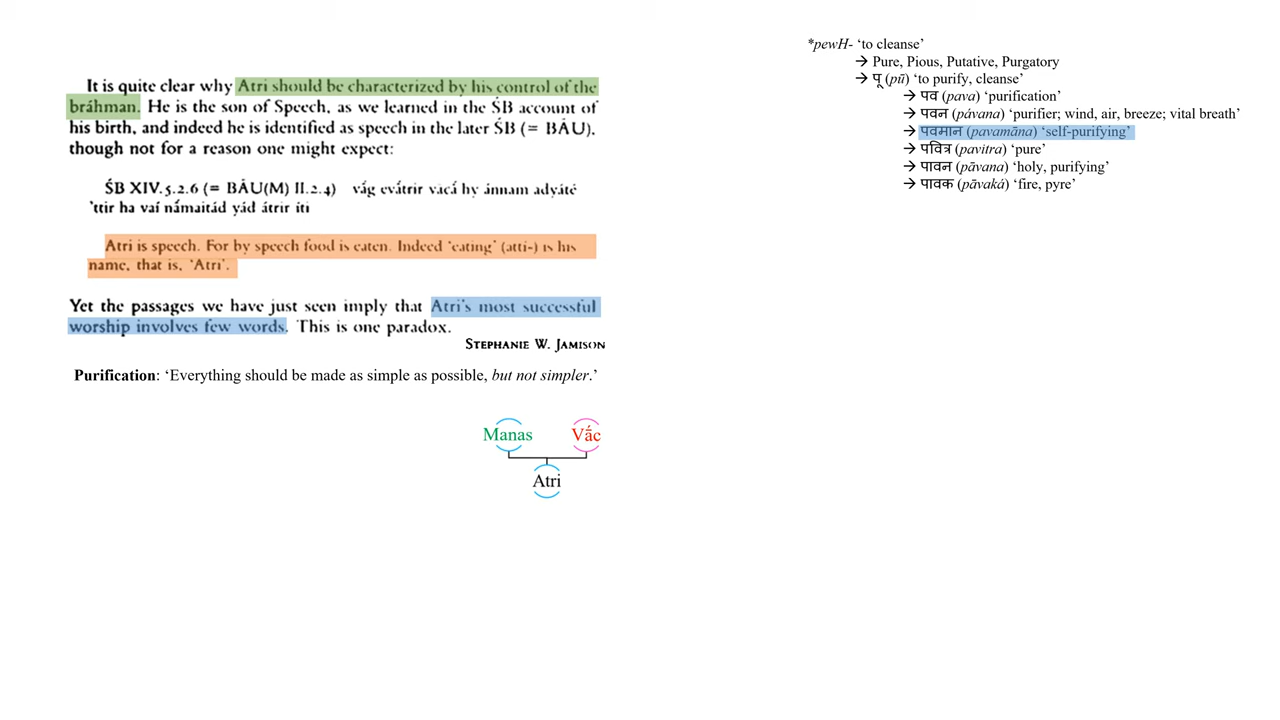 It is quite clear why Atri should be characterized by his control of the
bráhman. He is the son of Speech, as we learned in the ŚB account of
his birth, and indeed he is identified as speech in the later ŚB (= BĀU),
though not for a reason one might expect:
ŚB XIV.5.2.6 (= BĀU(M) II.2.4) vā́g evā́trir vācā́ hy ánnam adyáté
'ttir ha vaí nā́maitád yád átrir íti
Atri is speech. For by speech food is eaten. Indeed 'eating' (atti-) is his
name, that is, 'Atri'.
Yet the passages we have just seen imply that Atri's most successful
worship involves few words. This is one paradox.
STEPHANIE W. JAMISON
Purification: ‘Everything should be made as simple as possible, but not simpler.’
Manas Vā́c
Atri
*pewH- ‘to cleanse’
→ Pure, Pious, Putative, Purgatory
→ पू (pū) ‘to purify, cleanse’
→ पव (pava) ‘purification’
→ पवन (pávana) ‘purifier; wind, air, breeze; vital breath’
→ पवमान (pavamāna) ‘self-purifying’
→ पवित्र (pavitra) ‘pure’
→ पावन (pāvana) ‘holy, purifying’
→ पावक (pāvaká) ‘fire, pyre’